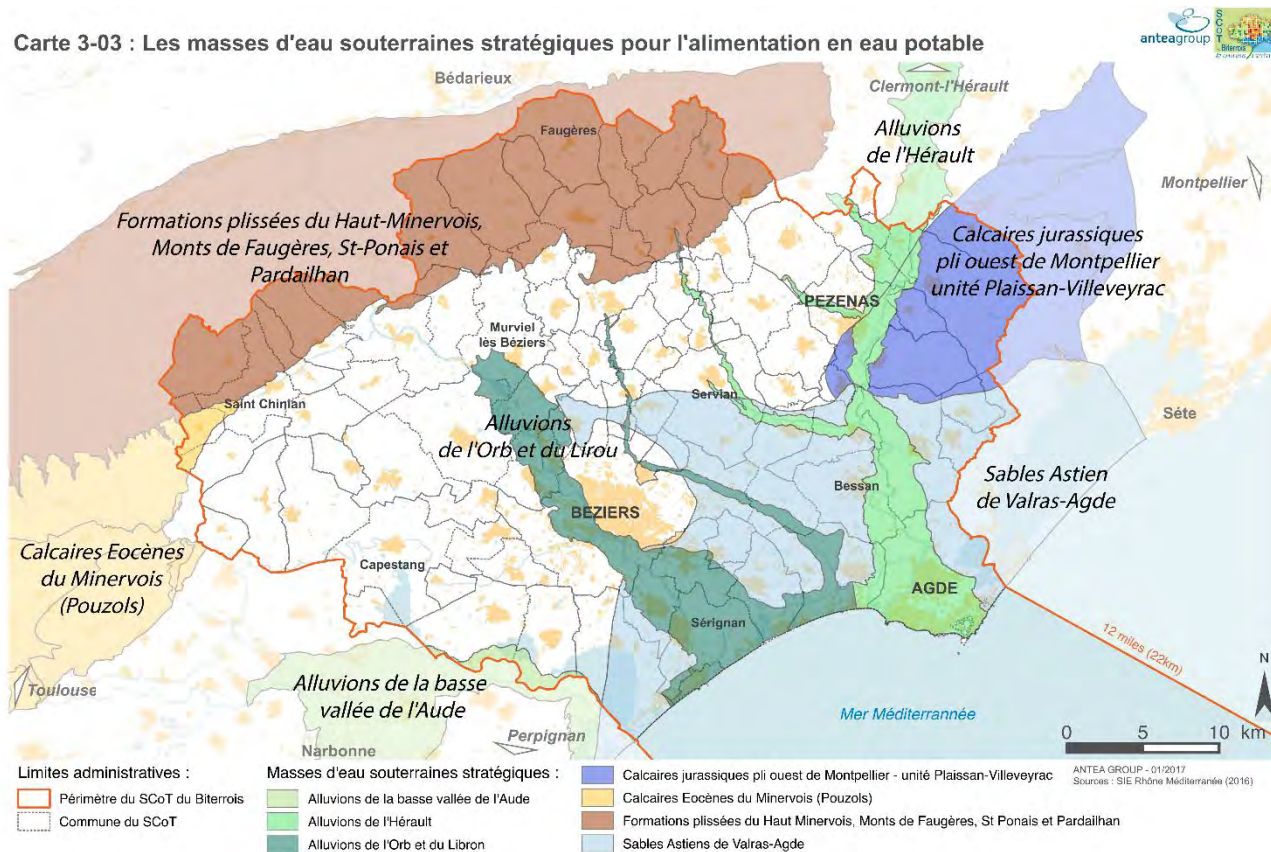 Carte 3-03 : Les masses d'eau souterraines stratégiques pour l'alimentation en eau potable
anteagroup
SCOT
Biterrois
Bédarieux
Clermont-l'Hérault
Faugères
Alluvions
de l'Hérault
Montpellier
Formations plissées du Haut-Minervois,
Monts de Faugères, St-Ponais et
Pardailhan
Calcaires jurassiques
pli ouest de Montpellier
unité Plaissan-Villeveyrac
PEZENAS
Murviel
lès Béziers
Saint Chinian
Servian
Séte
Alluvions
de l'Orb et du Lirou
Sables Astien
de Valras-Agde
Bessan
BEZIERS
Calcaires Eocènes
du Minervois
(Pouzols)
Capestang
AGDE
Sérignan
12 miles (22km)
Toulouse
Alluvions de la basse
vallée de l'Aude
Mer Méditerrannée
N
Perpignan
Narbonne
0 5 10 km
Limites administratives :
Périmètre du SCoT du Biterrois
Commune du SCoT
Masses d'eau souterraines stratégiques :
Alluvions de la basse vallée de l'Aude
Alluvions de l'Hérault
Alluvions de l'Orb et du Libron
Calcaires jurassiques pli ouest de Montpellier - unité Plaissan-Villeveyrac
Calcaires Eocènes du Minervois (Pouzols)
Formations plissées du Haut Minervois, Monts de Faugères, St Ponais et Pardailhan
Sables Astiens de Valras-Agde
ANTEA GROUP - 01/2017
Sources : SIE Rhône Méditerranée (2016)